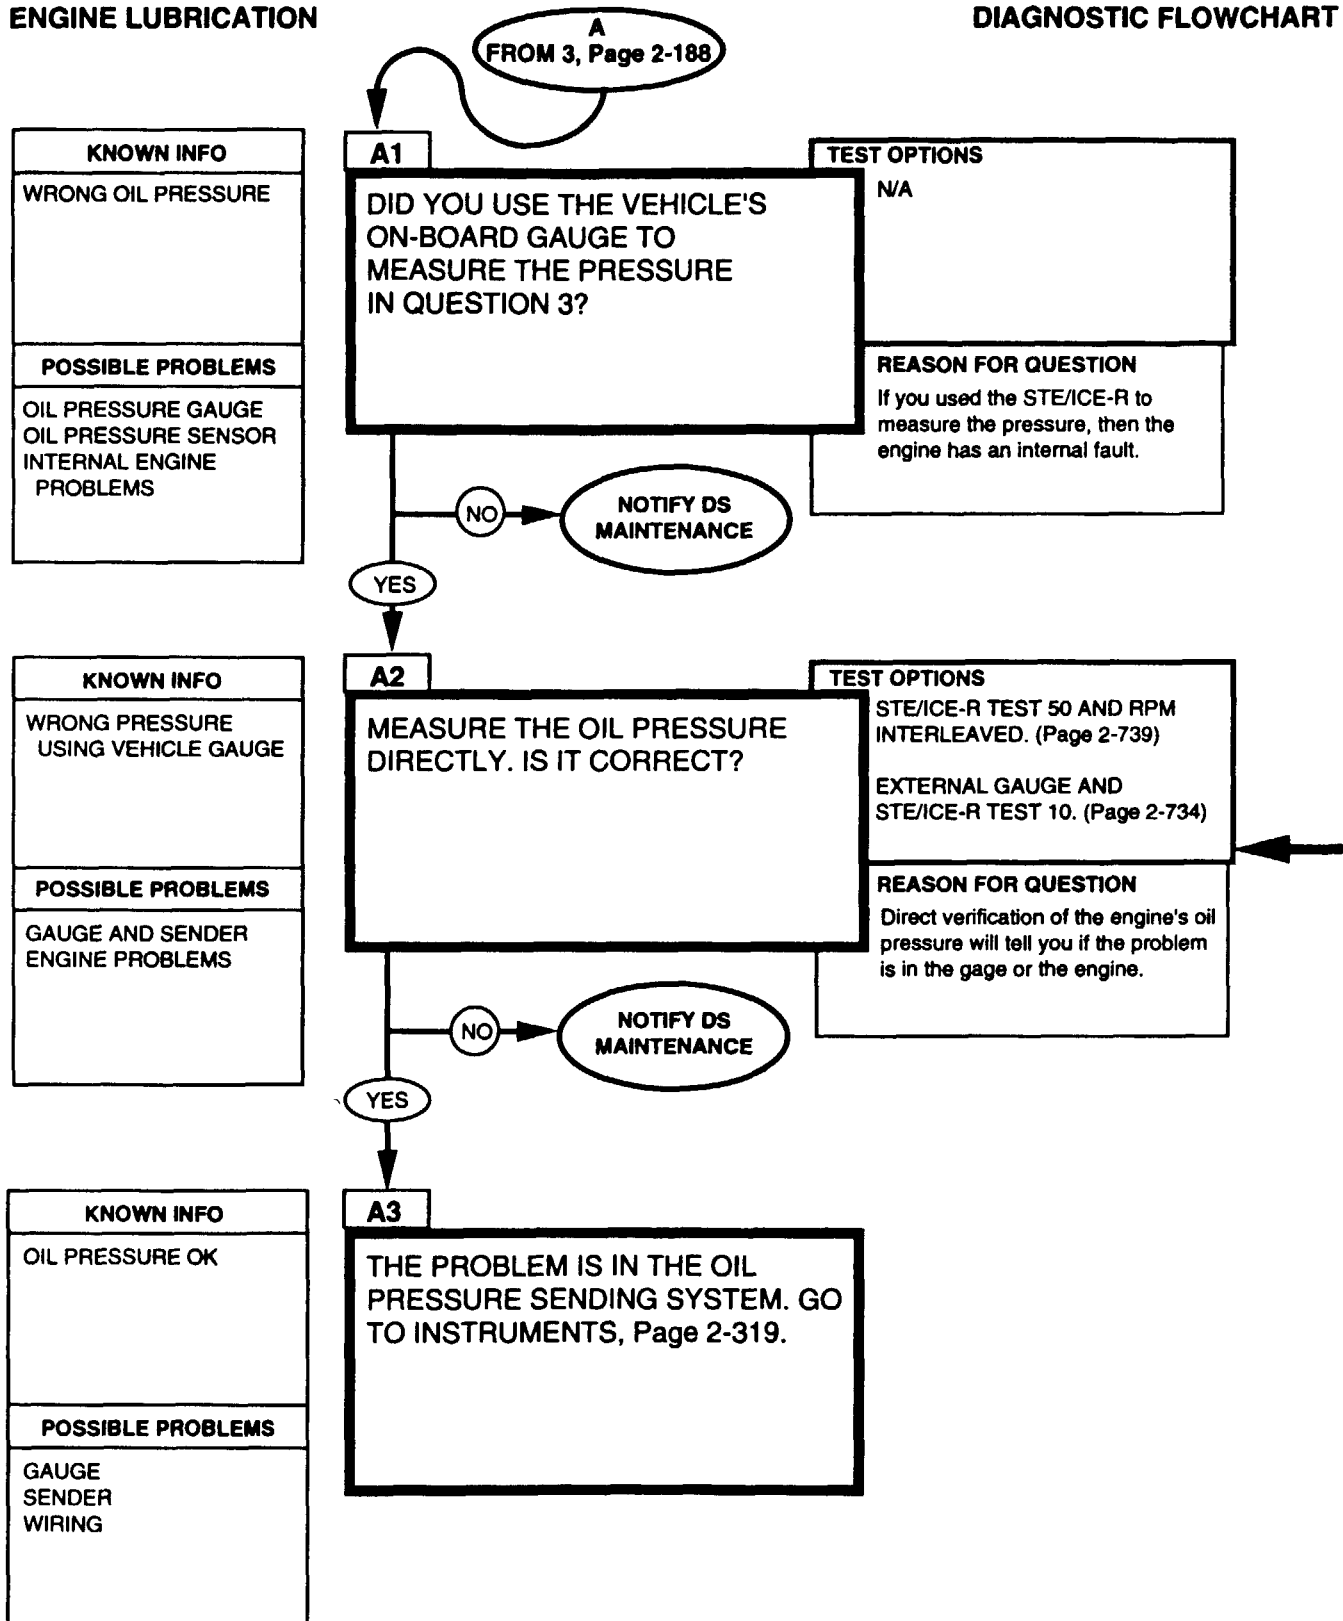 ENGINE LUBRICATION
DIAGNOSTIC FLOWCHART
A
FROM 3, Page 2-188
KNOWN INFO
WRONG OIL PRESSURE
POSSIBLE PROBLEMS
OIL PRESSURE GAUGE
OIL PRESSURE SENSOR
INTERNAL ENGINE
PROBLEMS
A1
DID YOU USE THE VEHICLE'S
ON-BOARD GAUGE TO
MEASURE THE PRESSURE
IN QUESTION 3?
TEST OPTIONS
N/A
REASON FOR QUESTION
If you used the STE/ICE-R to
measure the pressure, then the
engine has an internal fault.
NO
NOTIFY DS
MAINTENANCE
YES
KNOWN INFO
WRONG PRESSURE
USING VEHICLE GAUGE
POSSIBLE PROBLEMS
GAUGE AND SENDER
ENGINE PROBLEMS
A2
MEASURE THE OIL PRESSURE
DIRECTLY. IS IT CORRECT?
TEST OPTIONS
STE/ICE-R TEST 50 AND RPM
INTERLEAVED. (Page 2-739)
EXTERNAL GAUGE AND
STE/ICE-R TEST 10. (Page 2-734)
REASON FOR QUESTION
Direct verification of the engine's oil
pressure will tell you if the problem
is in the gage or the engine.
NO
NOTIFY DS
MAINTENANCE
YES
KNOWN INFO
OIL PRESSURE OK
POSSIBLE PROBLEMS
GAUGE
SENDER
WIRING
A3
THE PROBLEM IS IN THE OIL
PRESSURE SENDING SYSTEM. GO
TO INSTRUMENTS, Page 2-319.